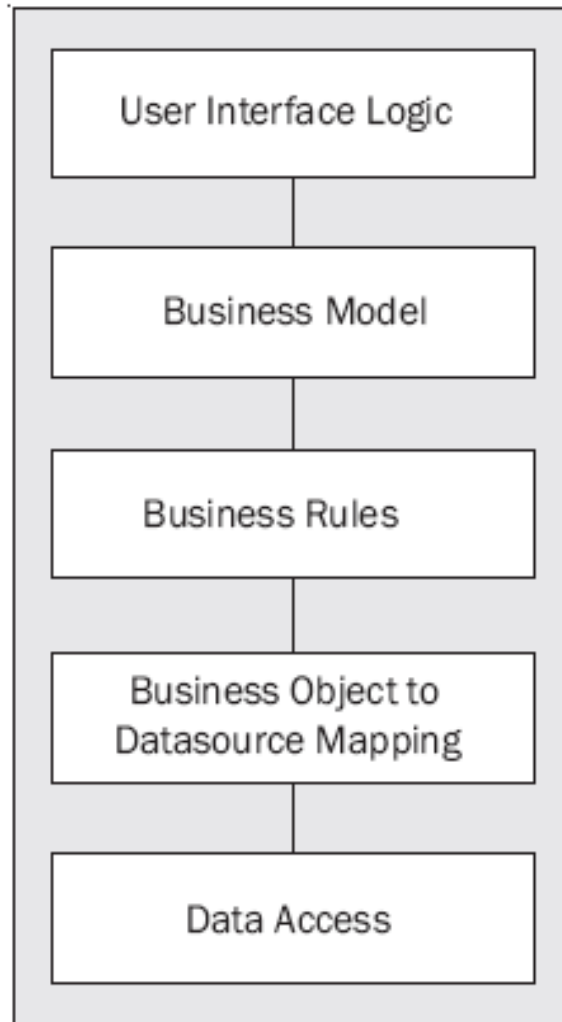 User Interface Logic
Business Model
Business Rules
Business Object to
Datasource Mapping
Data Access